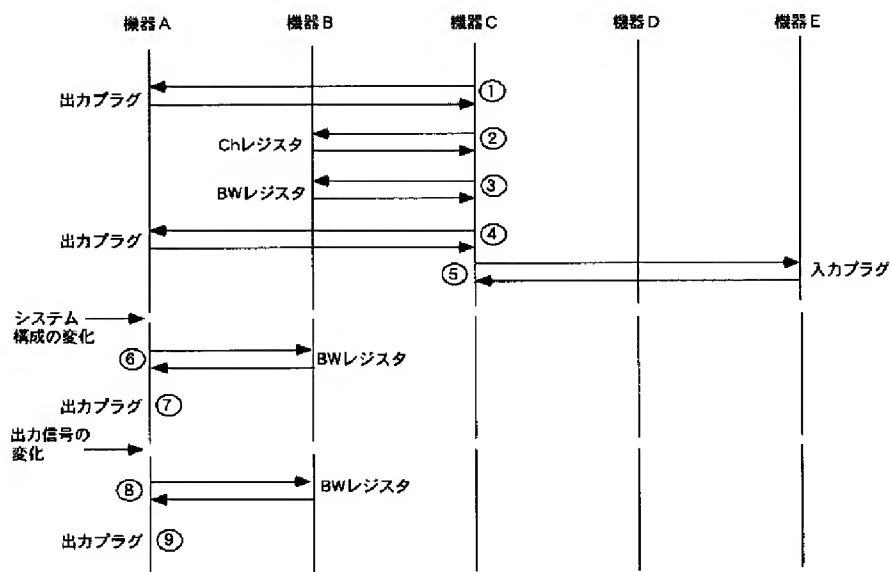 機器A 機器B 機器C 機器D 機器E
①
出力プラグ
②
Chレジスタ
③
BWレジスタ
④
出力プラグ
⑤ 入力プラグ
システム
構成の変化
⑥ BWレジスタ
出力プラグ ⑦
出力信号の
変化
⑧ BWレジスタ
出力プラグ ⑨